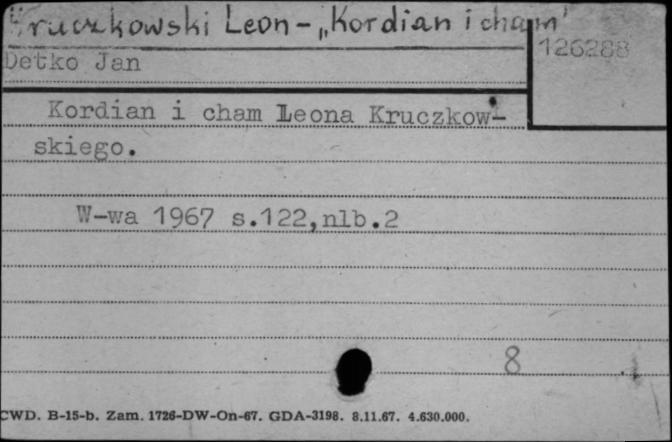 Kruczkowski Leon - „Kordian i cham"
126288
Detko Jan
Kordian i cham Leona Kruczkow-
skiego.
W-wa 1967 s.122,nlb.2
8
CWD. B-15-b. Zam. 1726-DW-On-67. GDA-3198. 8.11.67. 4.630.000.